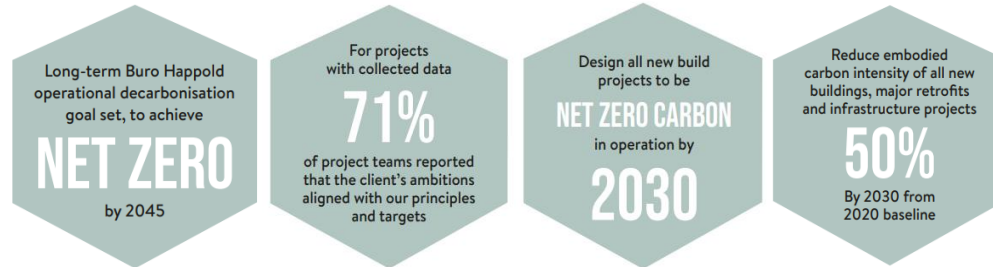 Long-term Buro Happold
operational decarbonisation
goal set, to achieve
NET ZERO
by 2045
For projects
with collected data
71%
of project teams reported
that the client's ambitions
aligned with our principles
and targets
Design all new build
projects to be
NET ZERO CARBON
in operation by
2030
Reduce embodied
carbon intensity of all new
buildings, major retrofits
and infrastructure projects
50%
By 2030 from
2020 baseline